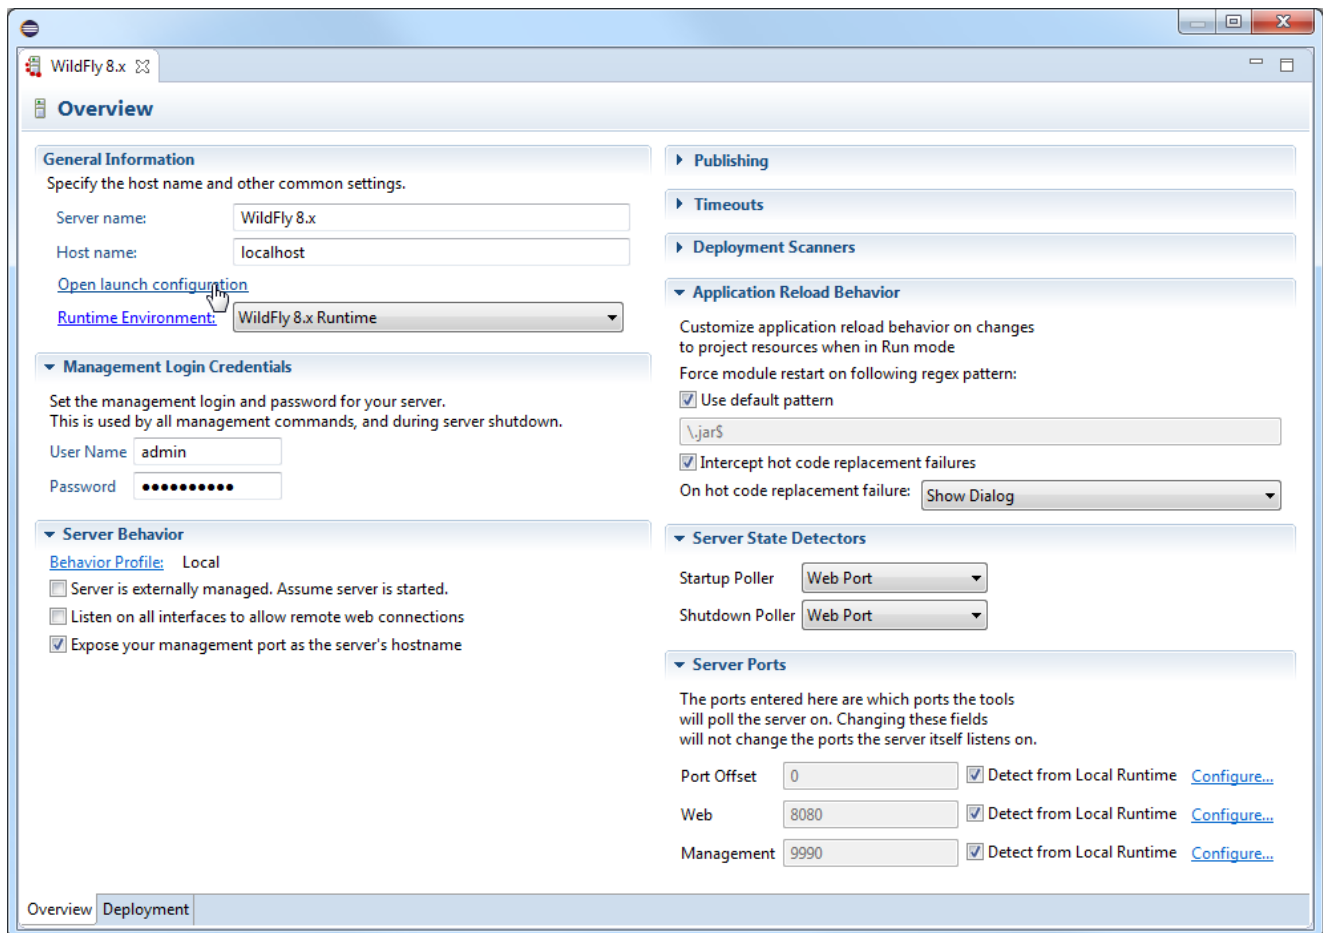 WildFly 8.x
Overview
General Information
Specify the host name and other common settings.
Server name: WildFly 8.x
Host name: localhost
Open launch configuration
Runtime Environment: WildFly 8.x Runtime
Management Login Credentials
Set the management login and password for your server.
This is used by all management commands, and during server shutdown.
User Name admin
Password ●●●●●●●●●●
Server Behavior
Behavior Profile: Local
Server is externally managed. Assume server is started.
Listen on all interfaces to allow remote web connections
Expose your management port as the server's hostname
Publishing
Timeouts
Deployment Scanners
Application Reload Behavior
Customize application reload behavior on changes
to project resources when in Run mode
Force module restart on following regex pattern:
Use default pattern
\.jar$
Intercept hot code replacement failures
On hot code replacement failure: Show Dialog
Server State Detectors
Startup Poller Web Port
Shutdown Poller Web Port
Server Ports
The ports entered here are which ports the tools
will poll the server on. Changing these fields
will not change the ports the server itself listens on.
Port Offset 0 Detect from Local Runtime Configure...
Web 8080 Detect from Local Runtime Configure...
Management 9990 Detect from Local Runtime Configure...
Overview Deployment